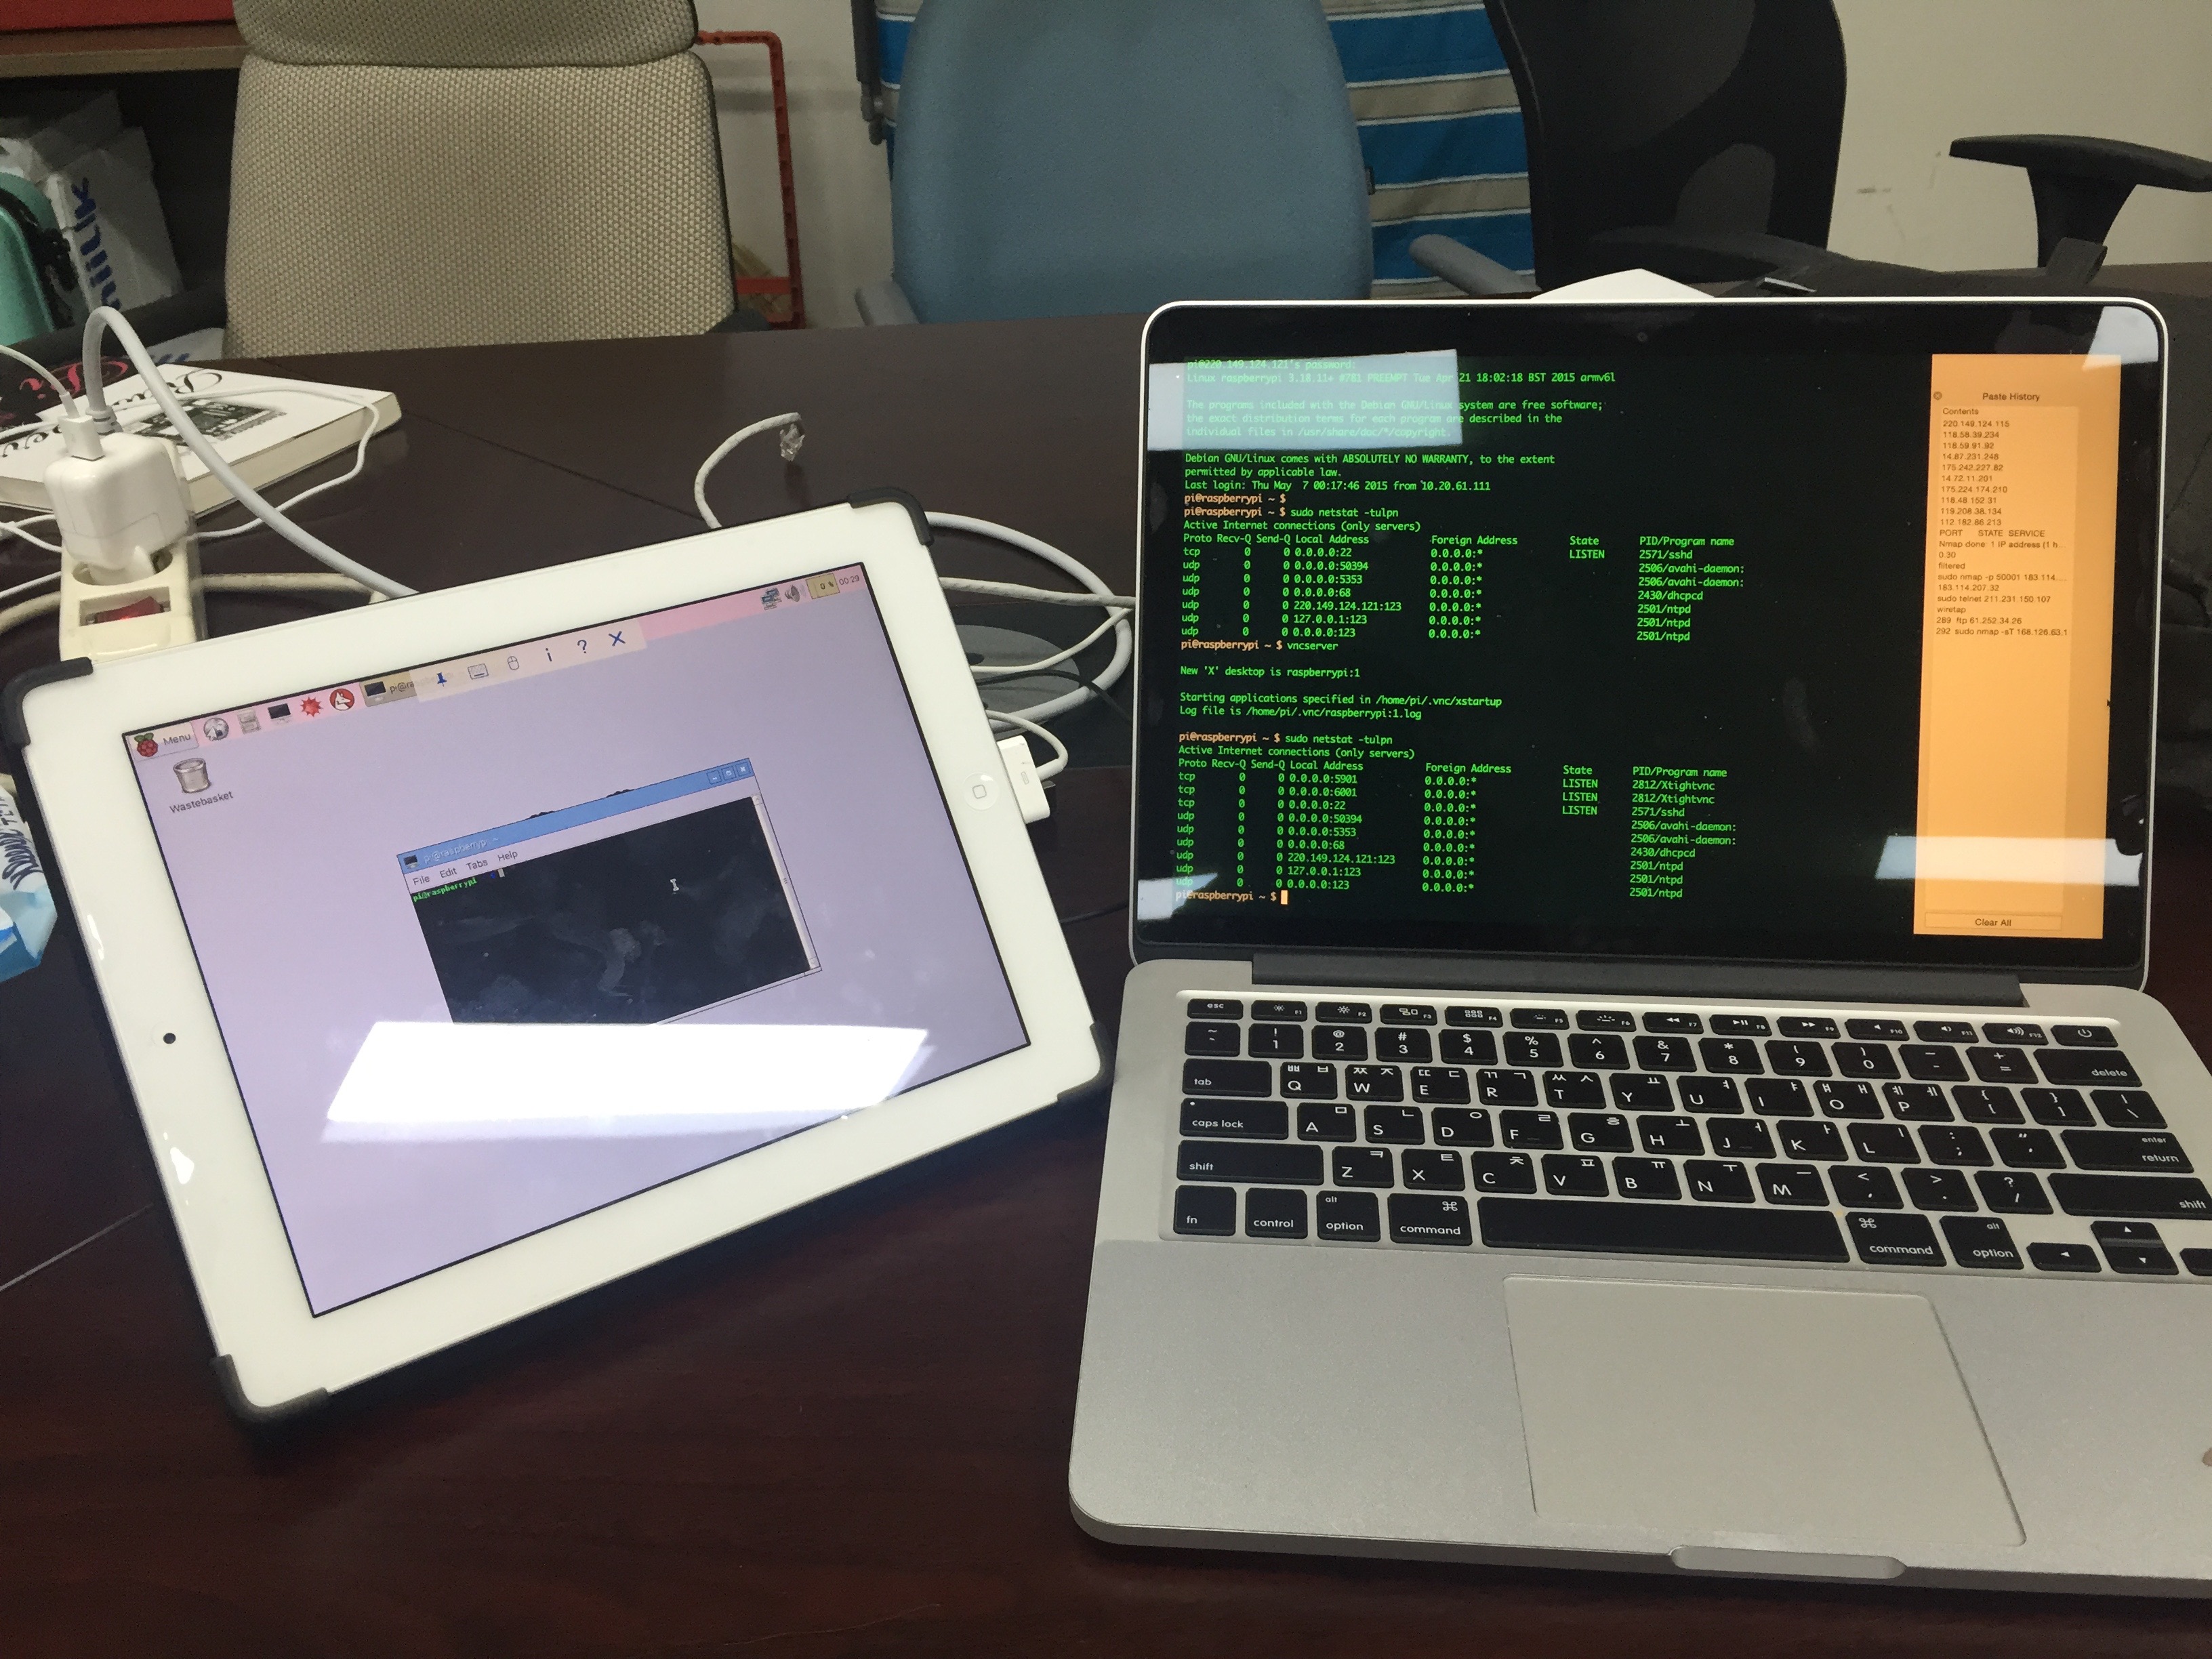 pi@220.149.124.121's password:
Linux raspberrypi 3.18.11+ #781 PREEMPT Tue Apr 21 18:02:18 BST 2015 armv6l
The programs included with the Debian GNU/Linux system are free software;
the exact distribution terms for each program are described in the
individual files in /usr/share/doc/*/copyright.
Debian GNU/Linux comes with ABSOLUTELY NO WARRANTY, to the extent
permitted by applicable law.
Last login: Thu May 7 00:17:46 2015 from 10.20.61.111
pi@raspberrypi ~ $
pi@raspberrypi ~ $ sudo netstat -tulpn
Active Internet connections (only servers)
Proto Recv-Q Send-Q Local Address Foreign Address State PID/Program name
tcp 0 0 0.0.0.0:22 0.0.0.0:* LISTEN 2571/sshd
udp 0 0 0.0.0.0:50394 0.0.0.0:* 2506/avahi-daemon:
udp 0 0 0.0.0.0:5353 0.0.0.0:* 2506/avahi-daemon:
udp 0 0 0.0.0.0:68 0.0.0.0:* 2430/dhcpcd
udp 0 0 220.149.124.121:123 0.0.0.0:* 2501/ntpd
udp 0 0 127.0.0.1:123 0.0.0.0:* 2501/ntpd
udp 0 0 0.0.0.0:123 0.0.0.0:* 2501/ntpd
pi@raspberrypi ~ $ vncserver
New 'X' desktop is raspberrypi:1
Starting applications specified in /home/pi/.vnc/xstartup
Log file is /home/pi/.vnc/raspberrypi:1.log
pi@raspberrypi ~ $ sudo netstat -tulpn
Active Internet connections (only servers)
Proto Recv-Q Send-Q Local Address Foreign Address State PID/Program name
tcp 0 0 0.0.0.0:5901 0.0.0.0:* LISTEN 2812/Xtightvnc
tcp 0 0 0.0.0.0:6001 0.0.0.0:* LISTEN 2812/Xtightvnc
tcp 0 0 0.0.0.0:22 0.0.0.0:* LISTEN 2571/sshd
udp 0 0 0.0.0.0:50394 0.0.0.0:* 2506/avahi-daemon:
udp 0 0 0.0.0.0:5353 0.0.0.0:* 2506/avahi-daemon:
udp 0 0 0.0.0.0:68 0.0.0.0:* 2430/dhcpcd
udp 0 0 220.149.124.121:123 0.0.0.0:* 2501/ntpd
udp 0 0 127.0.0.1:123 0.0.0.0:* 2501/ntpd
udp 0 0 0.0.0.0:123 0.0.0.0:* 2501/ntpd
pi@raspberrypi ~ $
Paste History
Contents
220.149.124.115
118.58.39.234
118.59.91.92
14.87.231.248
175.242.227.82
14.72.11.201
175.224.174.210
118.48.152.31
119.208.38.134
112.182.86.213
PORT STATE SERVICE
Nmap done: 1 IP address (1 h...
0.30
filtered
sudo nmap -p 50001 183.114....
183.114.207.32
sudo telnet 211.231.150.107
wiretap
289 ftp 61.252.34.26
292 sudo nmap -sT 168.126.63.1
Clear All
Menu
pi@ra
i ? X
0 %
00:29
Wastebasket
pi@raspberrypi: ~
File Edit Tabs Help
pi@raspberrypi
esc F1 F2 F3 F4 F5 F6 F7 F8 F9 F10 F11 F12
~ ` ! 1 @ 2 # 3 $ 4 % 5 ^ 6 & 7 * 8 ( 9 ) 0 _ - + = delete
tab Q ㅃ ㅂ W ㅉ ㅈ E ㄸ ㄷ R ㄲ ㄱ T ㅆ ㅅ Y ㅛ U ㅕ I ㅑ O ㅒ ㅐ P ㅖ ㅔ { [ } ] | \
caps lock A ㅁ S ㄴ D ㅇ F ㄹ G ㅎ H ㅗ J ㅓ K ㅏ L ㅣ : ; " ' enter return
shift Z ㅋ X ㅌ C ㅊ V ㅍ B ㅠ N ㅜ M ㅡ < , > . ? / shift
fn control alt option ⌘ command ⌘ command alt option